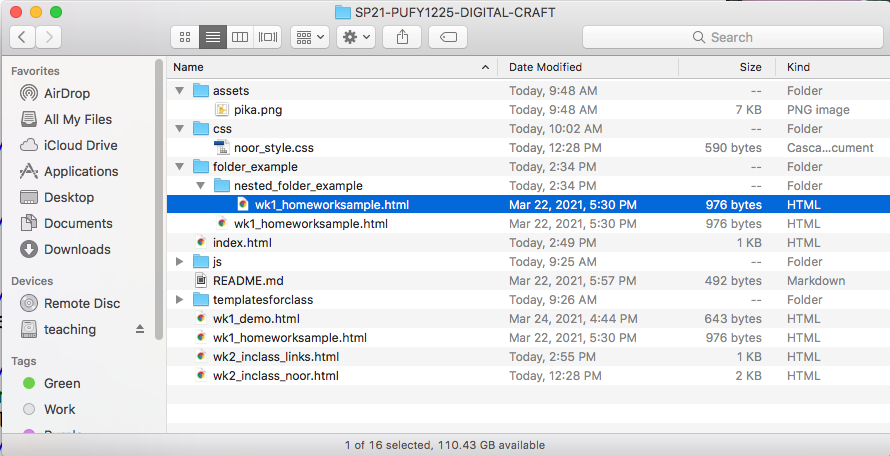 SP21-PUFY1225-DIGITAL-CRAFT
Search
Favorites
AirDrop
All My Files
iCloud Drive
Applications
Desktop
Documents
Downloads
Devices
Remote Disc
teaching
Tags
Green
Work
Purple
Name Date Modified Size Kind
assets Today, 9:48 AM -- Folder
pika.png Today, 9:48 AM 7 KB PNG image
css Today, 10:02 AM -- Folder
noor_style.css Today, 12:28 PM 590 bytes Casca...cument
folder_example Today, 2:34 PM -- Folder
nested_folder_example Today, 2:34 PM -- Folder
wk1_homeworksample.html Mar 22, 2021, 5:30 PM 976 bytes HTML
wk1_homeworksample.html Mar 22, 2021, 5:30 PM 976 bytes HTML
index.html Today, 2:49 PM 1 KB HTML
js Today, 9:25 AM -- Folder
README.md Mar 22, 2021, 5:57 PM 492 bytes Markdown
templatesforclass Today, 9:26 AM -- Folder
wk1_demo.html Mar 24, 2021, 4:44 PM 643 bytes HTML
wk1_homeworksample.html Mar 22, 2021, 5:30 PM 976 bytes HTML
wk2_inclass_links.html Today, 2:55 PM 1 KB HTML
wk2_inclass_noor.html Today, 12:28 PM 2 KB HTML
1 of 16 selected, 110.43 GB available